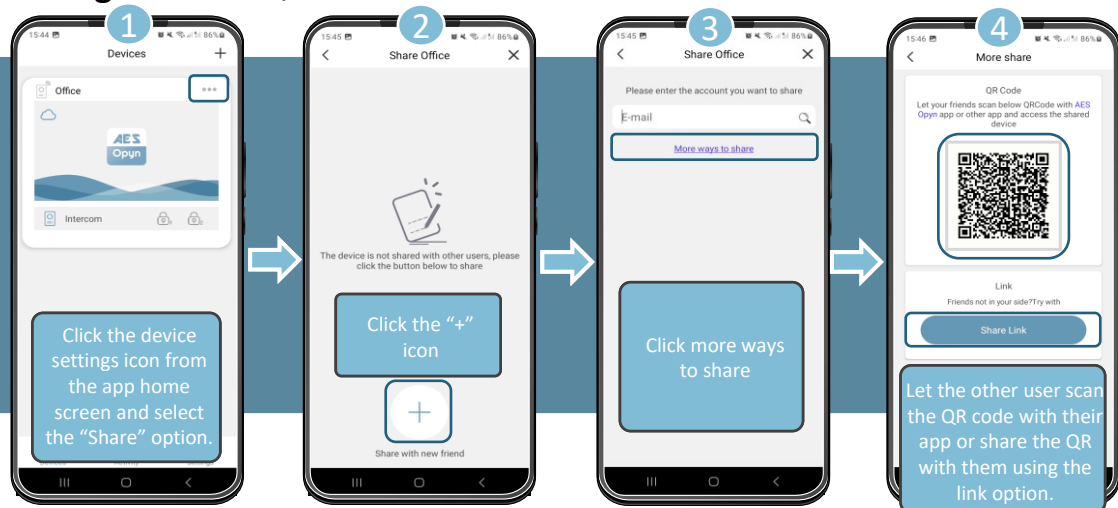 1
15:44
86%
Devices
+
Office
AES
Opyn
Intercom
Click the device
settings icon from
the app home
screen and select
the “Share” option.
2
15:45
86%
Share Office
The device is not shared with other users, please
click the button below to share
Click the “+”
icon
Share with new friend
3
15:45
86%
Share Office
Please enter the account you want to share
E-mail
More ways to share
Click more ways
to share
4
15:46
86%
More share
QR Code
Let your friends scan below QRCode with AES
Opyn app or other app and access the shared
device
Link
Friends not in your side?Try with
Share Link
Let the other user scan
the QR code with their
app or share the QR
with them using the
link option.